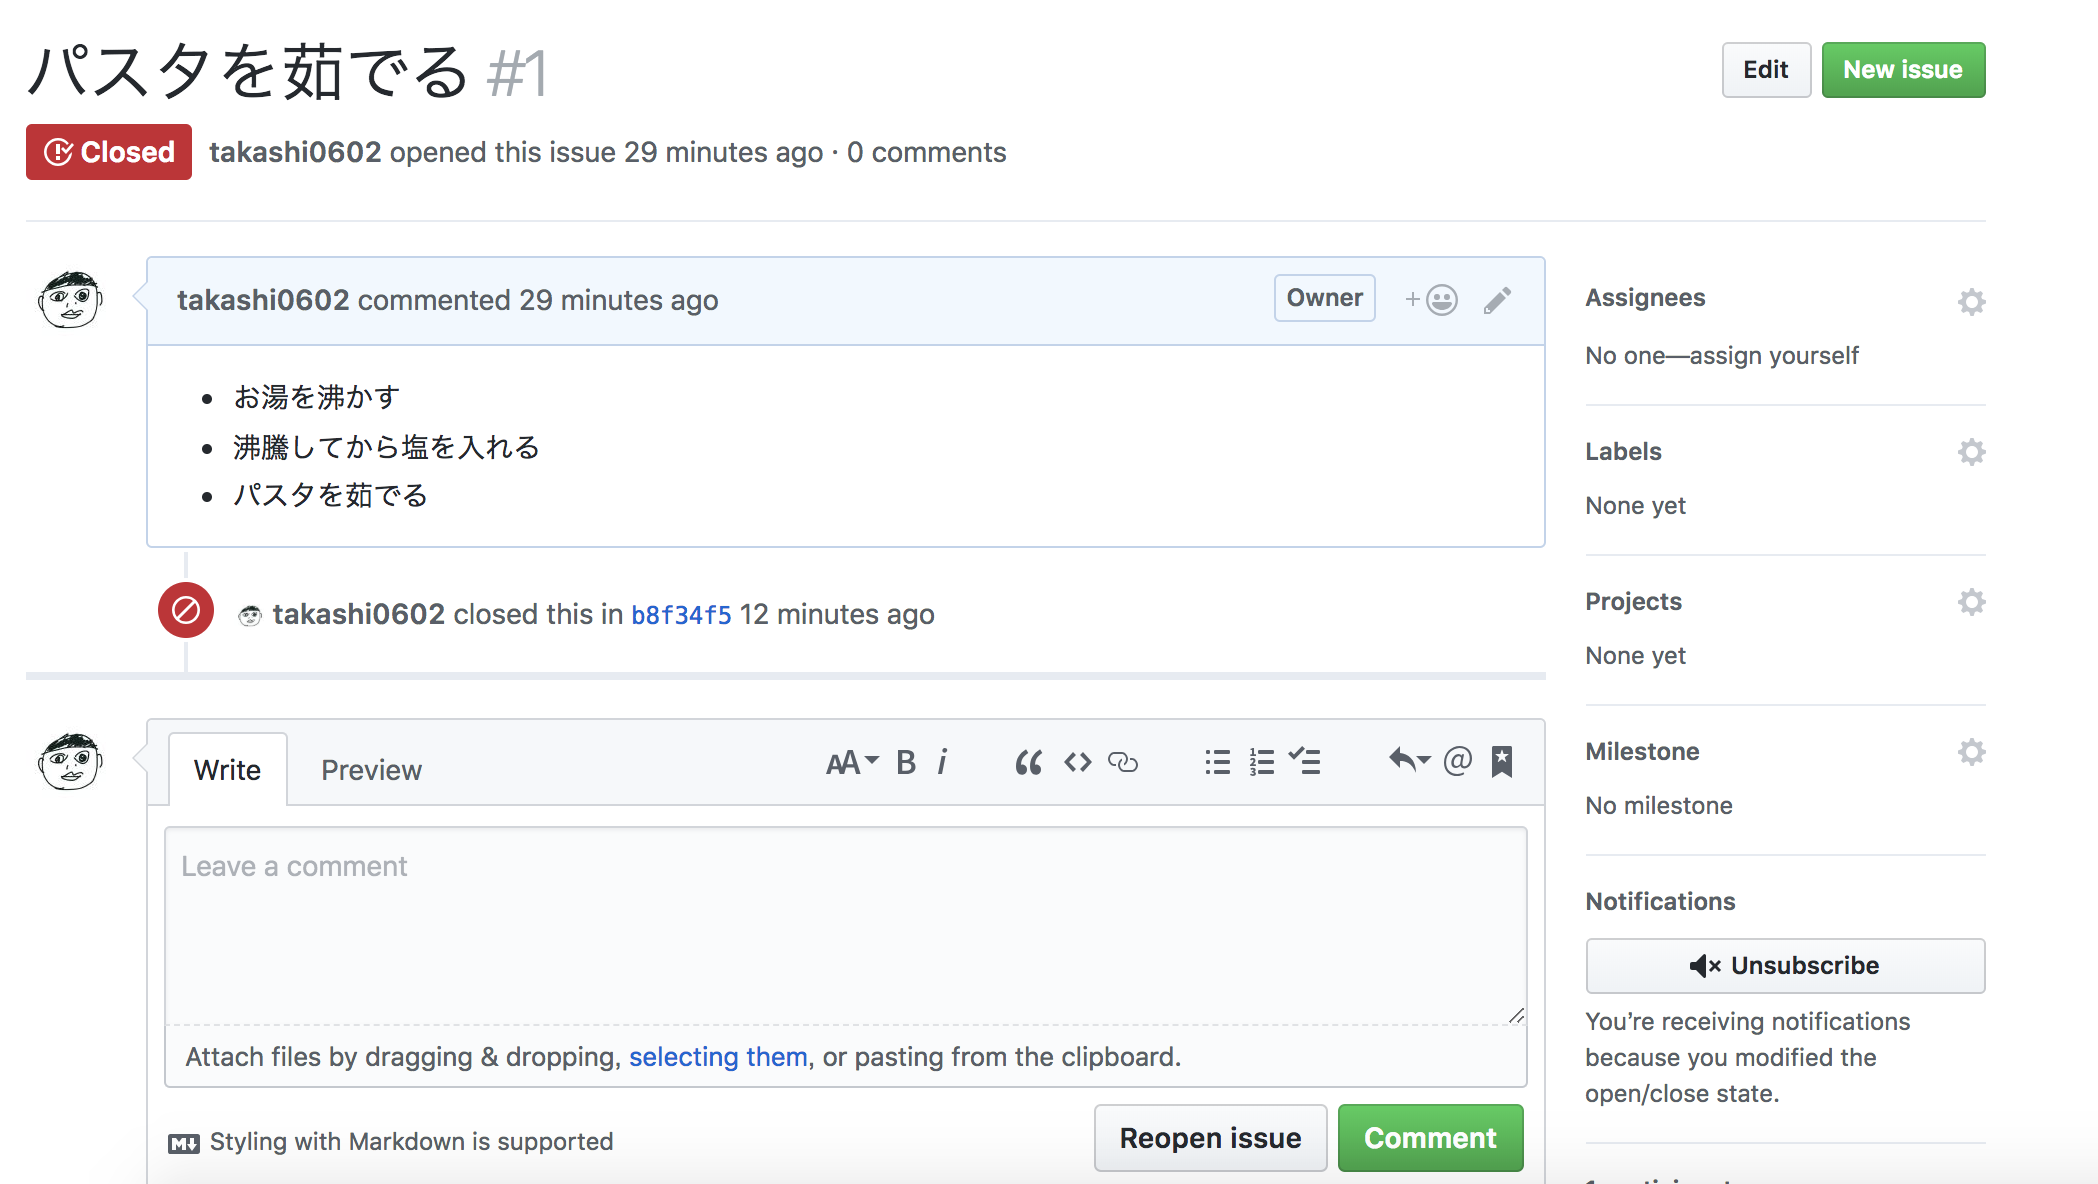 パスタを茹でる #1
Edit
New issue
Closed
takashi0602 opened this issue 29 minutes ago · 0 comments
takashi0602 commented 29 minutes ago
Owner
お湯を沸かす
沸騰してから塩を入れる
パスタを茹でる
takashi0602 closed this in b8f34f5 12 minutes ago
Write
Preview
AA
B
i
@
Leave a comment
Attach files by dragging & dropping, selecting them, or pasting from the clipboard.
Styling with Markdown is supported
Reopen issue
Comment
Assignees
No one—assign yourself
Labels
None yet
Projects
None yet
Milestone
No milestone
Notifications
Unsubscribe
You’re receiving notifications
because you modified the
open/close state.